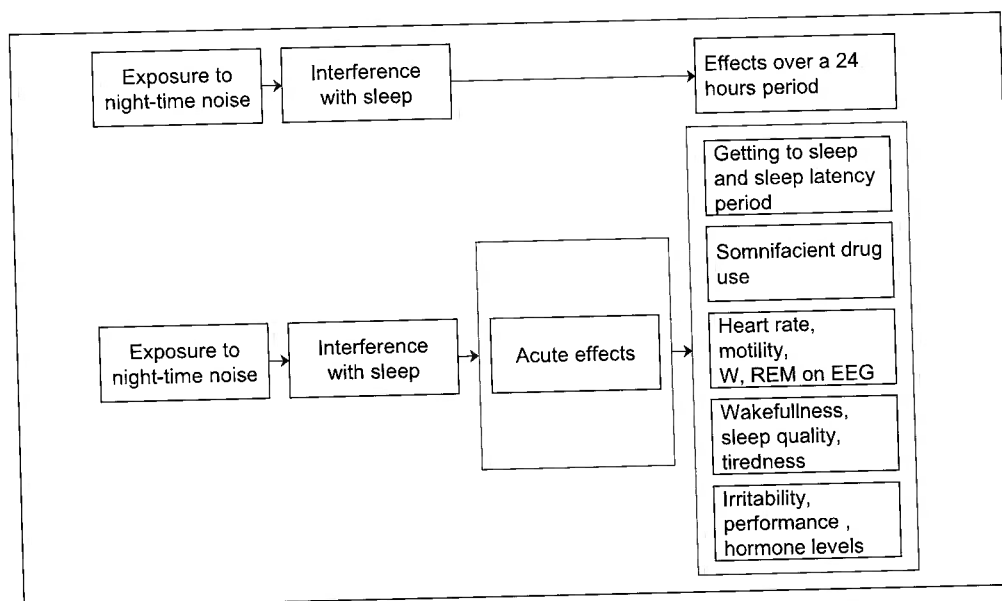 Exposure to
night-time noise
Interference
with sleep
Effects over a 24
hours period
Exposure to
night-time noise
Interference
with sleep
Acute effects
Getting to sleep
and sleep latency
period
Somnifacient drug
use
Heart rate,
motility,
W, REM on EEG
Wakefullness,
sleep quality,
tiredness
Irritability,
performance ,
hormone levels